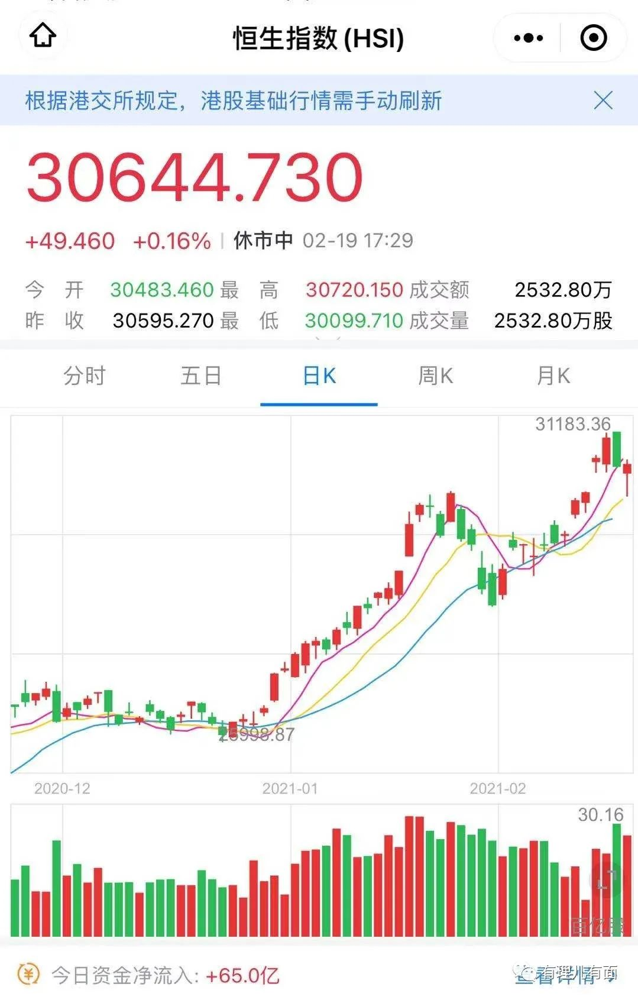 恒生指数 (HSI)
根据港交所规定，港股基础行情需手动刷新
30644.730
+49.460 +0.16% 休市中 02-19 17:29
今开 30483.460 最高 30720.150 成交额 2532.80万
昨收 30595.270 最低 30099.710 成交量 2532.80万股
分时 五日 日K 周K 月K
31183.36
25998.87
2020-12 2021-01 2021-02
30.16
百亿股
今日资金净流入: +65.0亿 查看详情
有理儿有面